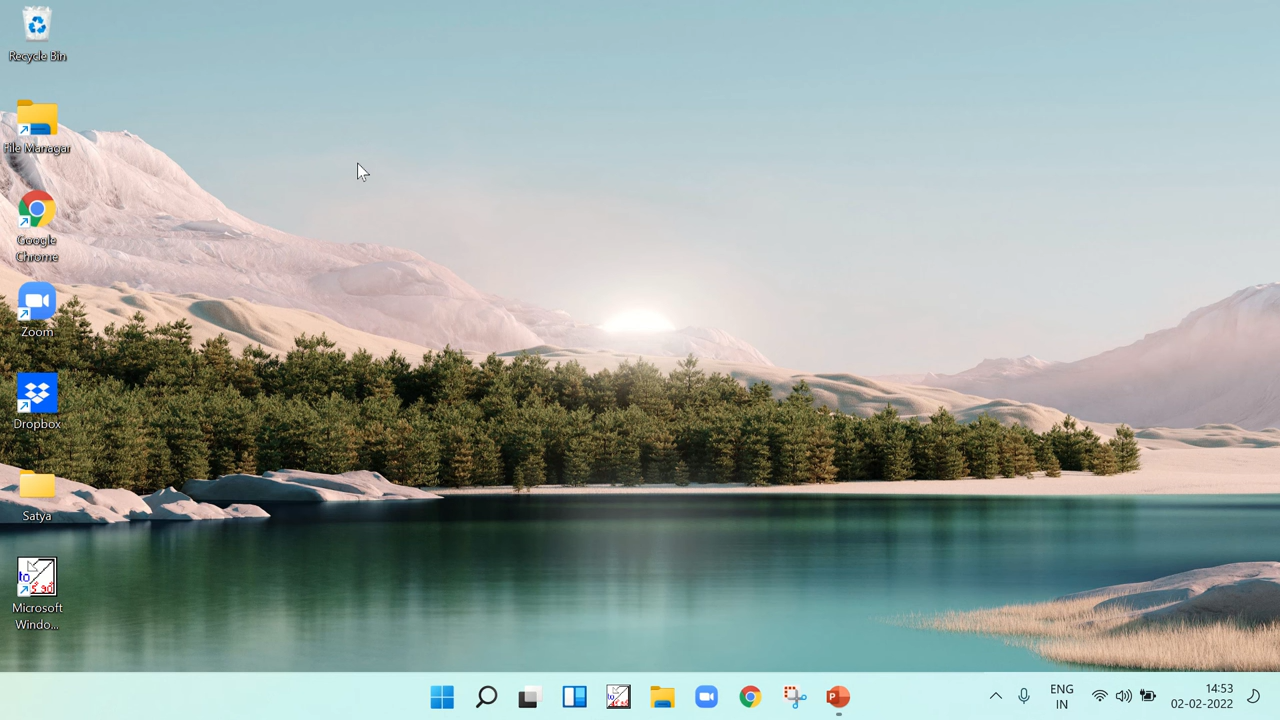 Recycle Bin
File Managar
Google
Chrome
Zoom
Dropbox
Satya
Microsoft
Windo...
ENG
IN
14:53
02-02-2022